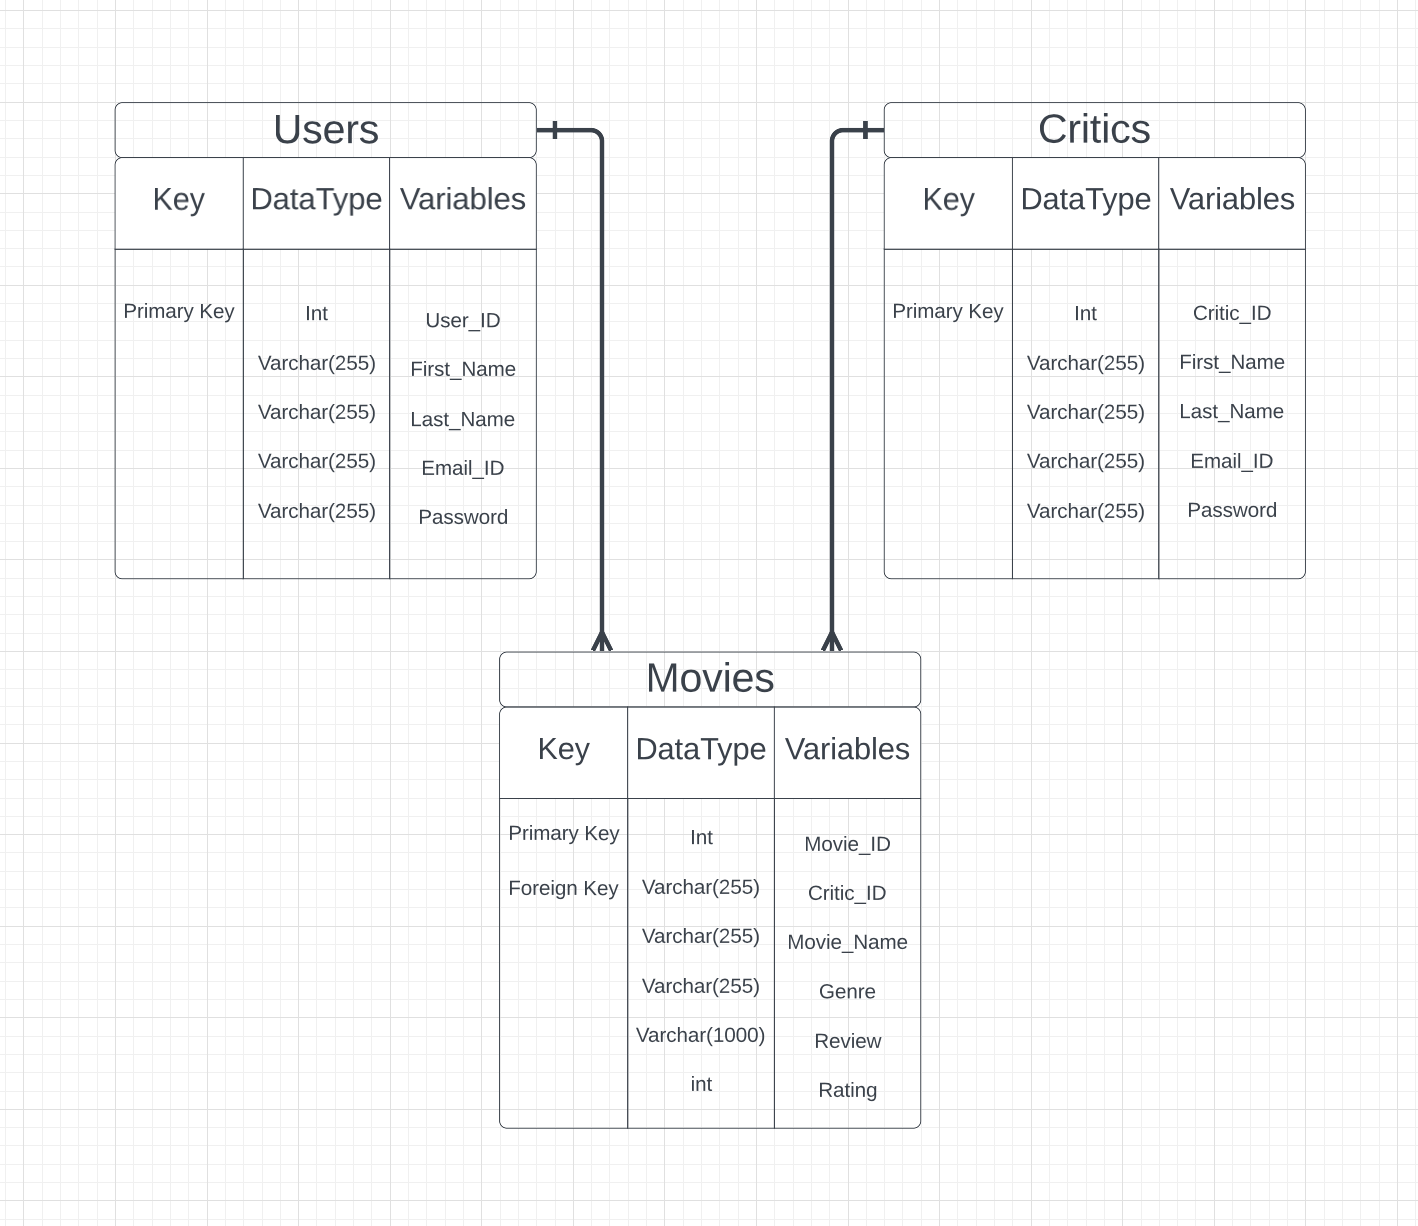 Users
Key DataType Variables
Primary Key Int User_ID
Varchar(255) First_Name
Varchar(255) Last_Name
Varchar(255) Email_ID
Varchar(255) Password
Critics
Key DataType Variables
Primary Key Int Critic_ID
Varchar(255) First_Name
Varchar(255) Last_Name
Varchar(255) Email_ID
Varchar(255) Password
Movies
Key DataType Variables
Primary Key Int Movie_ID
Foreign Key Varchar(255) Critic_ID
Varchar(255) Movie_Name
Varchar(255) Genre
Varchar(1000) Review
int Rating